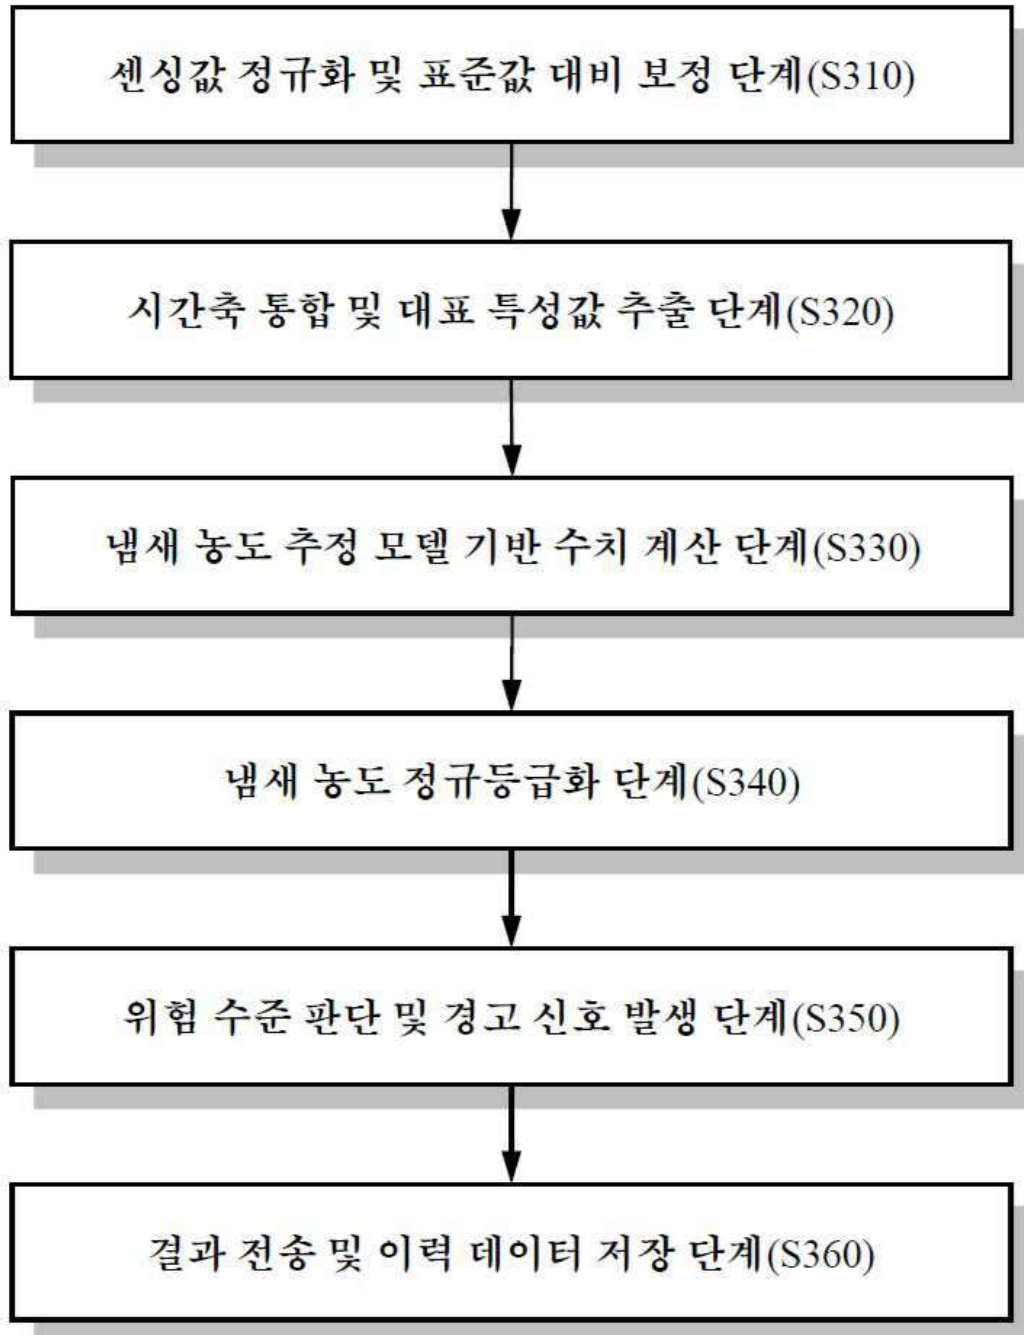 센싱값 정규화 및 표준값 대비 보정 단계(S310)
시간축 통합 및 대표 특성값 추출 단계(S320)
냄새 농도 추정 모델 기반 수치 계산 단계(S330)
냄새 농도 정규등급화 단계(S340)
위험 수준 판단 및 경고 신호 발생 단계(S350)
결과 전송 및 이력 데이터 저장 단계(S360)